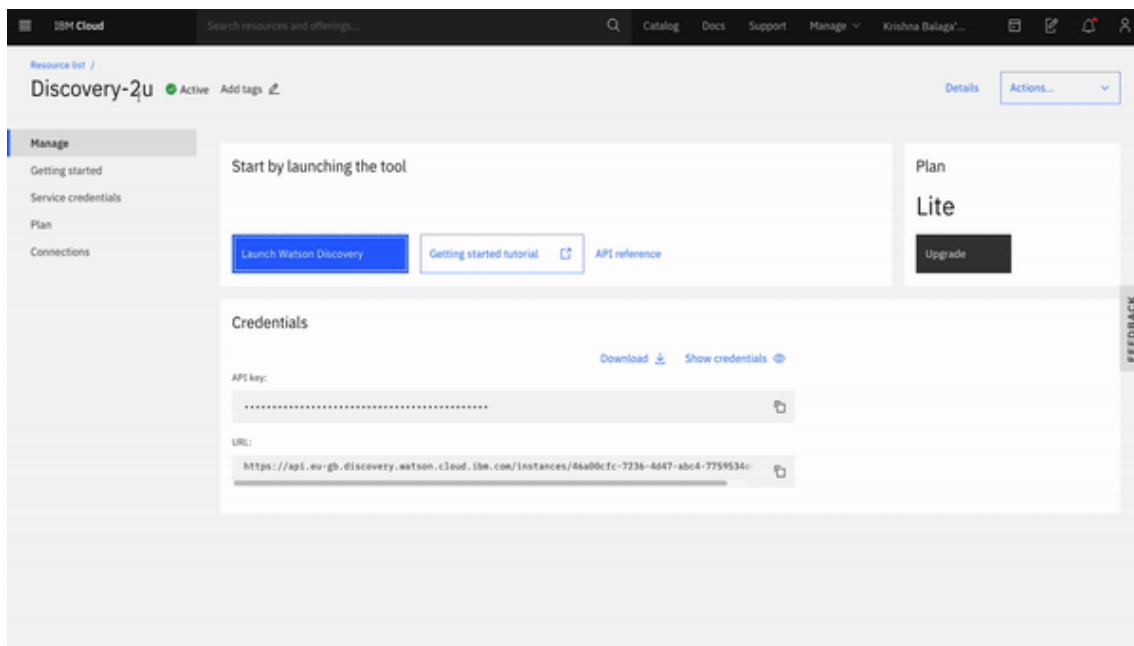 IBM Cloud
Search resources and offerings...
Catalog
Docs
Support
Manage
Krishna Balaga'...
Resource list /
Discovery-2u
Active
Add tags
Details
Actions...
Manage
Getting started
Service credentials
Plan
Connections
Start by launching the tool
Launch Watson Discovery
Getting started tutorial
API reference
Plan
Lite
Upgrade
FEEDBACK
Credentials
Download
Show credentials
API key:
URL:
https://api.eu-gb.discovery.watson.cloud.ibm.com/instances/46a00cfc-7236-4d47-abc4-7759534e